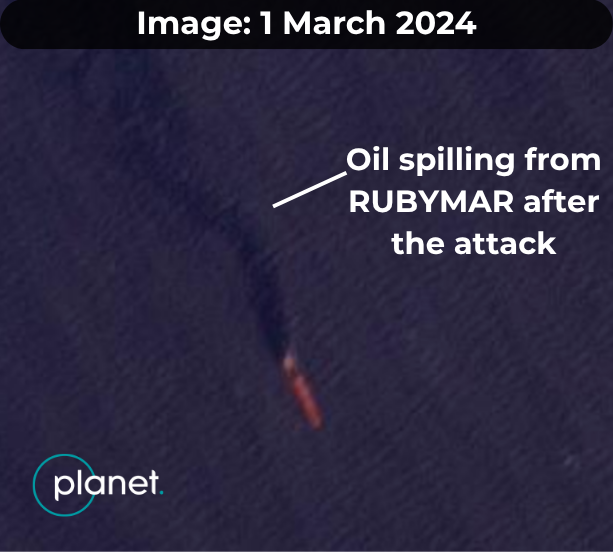 Image: 1 March 2024
Oil spilling from
RUBYMAR after
the attack
planet.